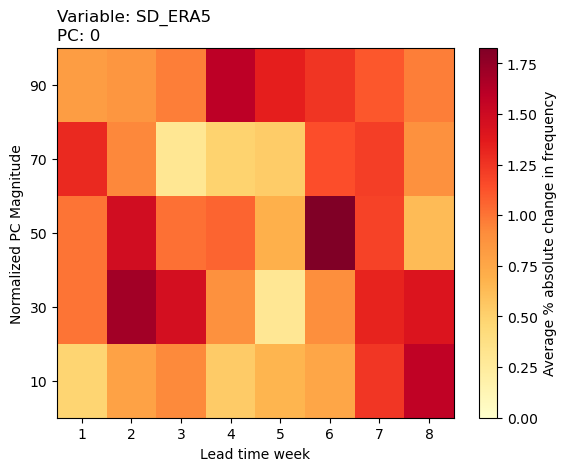 Variable: SD_ERA5
PC: 0
90
70
50
30
10
Normalized PC Magnitude
1 2 3 4 5 6 7 8
Lead time week
1.75
1.50
1.25
1.00
0.75
0.50
0.25
0.00
Average % absolute change in frequency